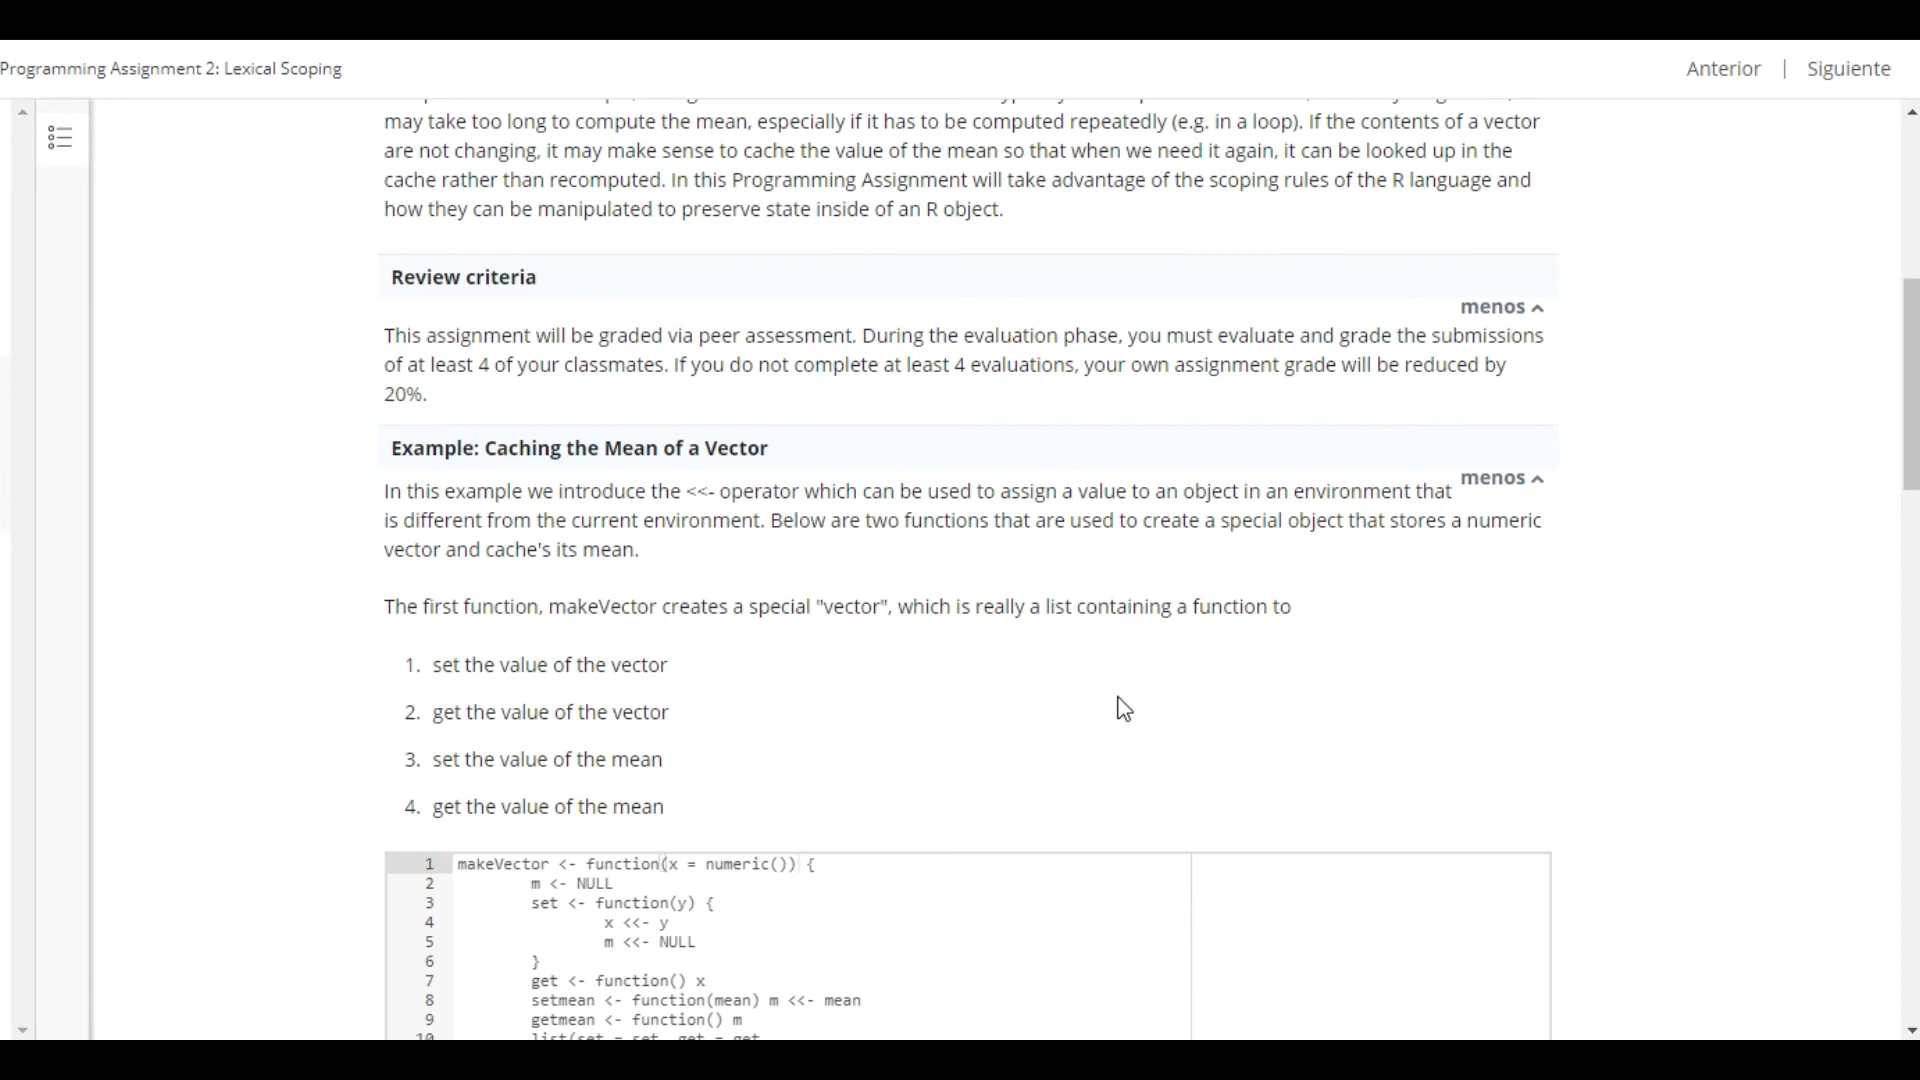 Programming Assignment 2: Lexical Scoping
Anterior | Siguiente
may take too long to compute the mean, especially if it has to be computed repeatedly (e.g. in a loop). If the contents of a vector
are not changing, it may make sense to cache the value of the mean so that when we need it again, it can be looked up in the
cache rather than recomputed. In this Programming Assignment will take advantage of the scoping rules of the R language and
how they can be manipulated to preserve state inside of an R object.
Review criteria
menos
This assignment will be graded via peer assessment. During the evaluation phase, you must evaluate and grade the submissions
of at least 4 of your classmates. If you do not complete at least 4 evaluations, your own assignment grade will be reduced by
20%.
Example: Caching the Mean of a Vector
menos
In this example we introduce the <<- operator which can be used to assign a value to an object in an environment that
is different from the current environment. Below are two functions that are used to create a special object that stores a numeric
vector and cache's its mean.
The first function, makeVector creates a special "vector", which is really a list containing a function to
1. set the value of the vector
2. get the value of the vector
3. set the value of the mean
4. get the value of the mean
1 makeVector <- function(x = numeric()) {
2 m <- NULL
3 set <- function(y) {
4 x <<- y
5 m <<- NULL
6 }
7 get <- function() x
8 setmean <- function(mean) m <<- mean
9 getmean <- function() m
10 list(set = set, get = get,